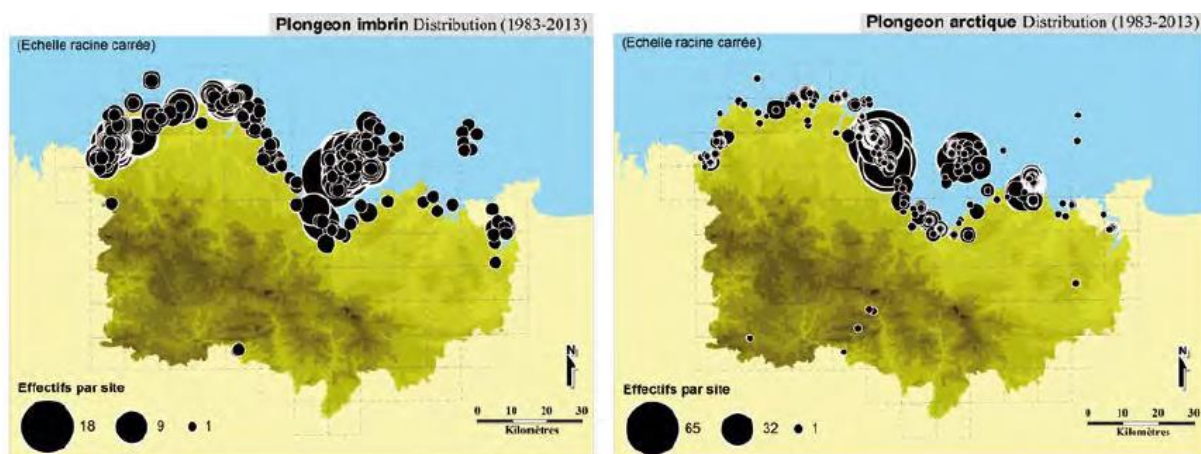 Plongeon imbrin Distribution (1983-2013)
(Echelle racine carrée)
N
Effectifs par site
18 9 1
0 10 20 30
Kilomètres
Plongeon arctique Distribution (1983-2013)
(Echelle racine carrée)
N
Effectifs par site
65 32 1
0 10 20 30
Kilomètres